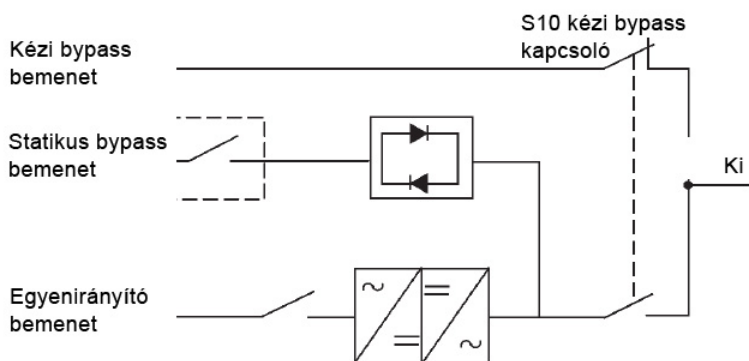 S10 kézi bypass
kapcsoló
Kézi bypass
bemenet
Statikus bypass
bemenet
Ki
Egyenirányító
bemenet